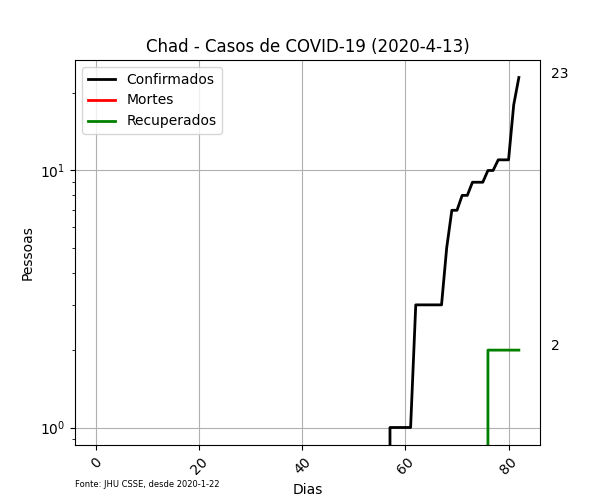 Chad - Casos de COVID-19 (2020-4-13)
Confirmados
Mortes
Recuperados
23
2
10¹
10⁰
Pessoas
0 20 40 60 80
Dias
Fonte: JHU CSSE, desde 2020-1-22